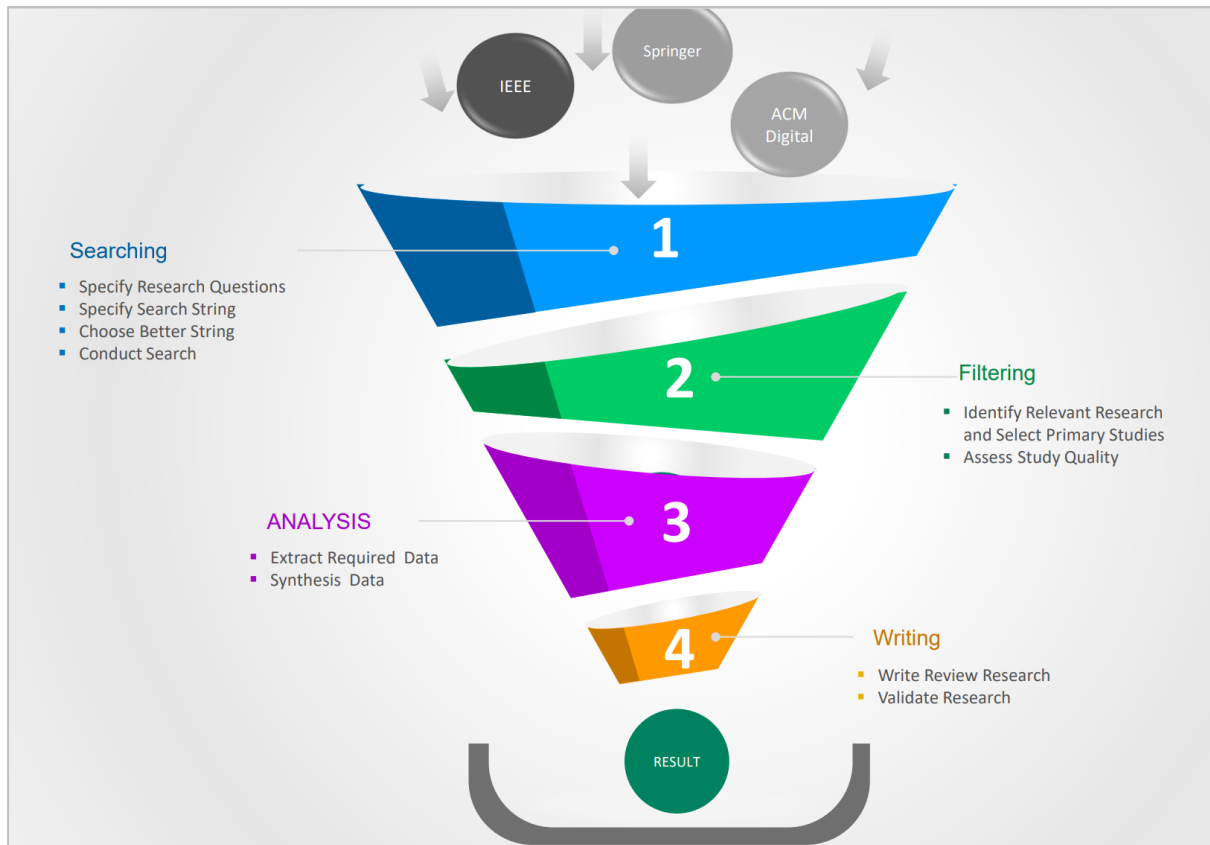 Springer
IEEE
ACM
Digital
1
Searching
Specify Research Questions
Specify Search String
Choose Better String
Conduct Search
2
Filtering
Identify Relevant Research
and Select Primary Studies
Assess Study Quality
3
ANALYSIS
Extract Required Data
Synthesis Data
4
Writing
Write Review Research
Validate Research
RESULT